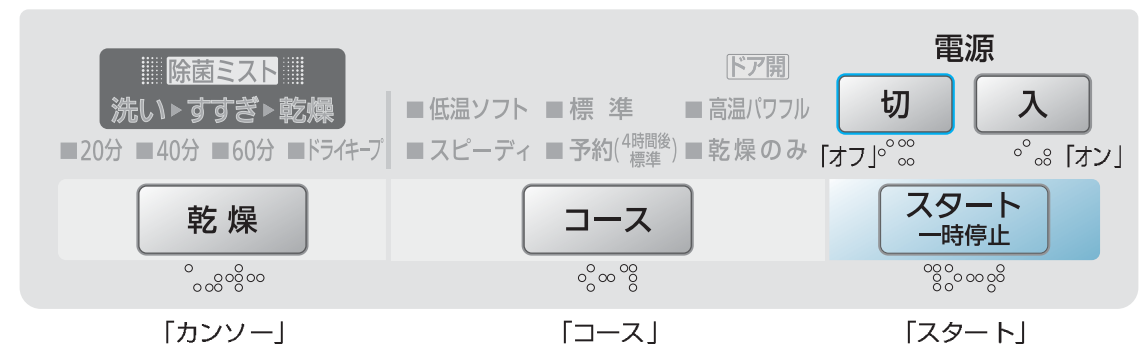 電源
除菌ミスト
ドア開
切
入
洗い▸すすぎ▸乾燥
■低温ソフト ■標 準 ■高温パワフル
■20分 ■40分 ■60分 ■ドライキープ
■スピーディ ■予約(4時間後標準) ■乾燥のみ
「オフ」
「オン」
乾 燥
コース
スタート
一時停止
「カンソー」
「コース」
「スタート」